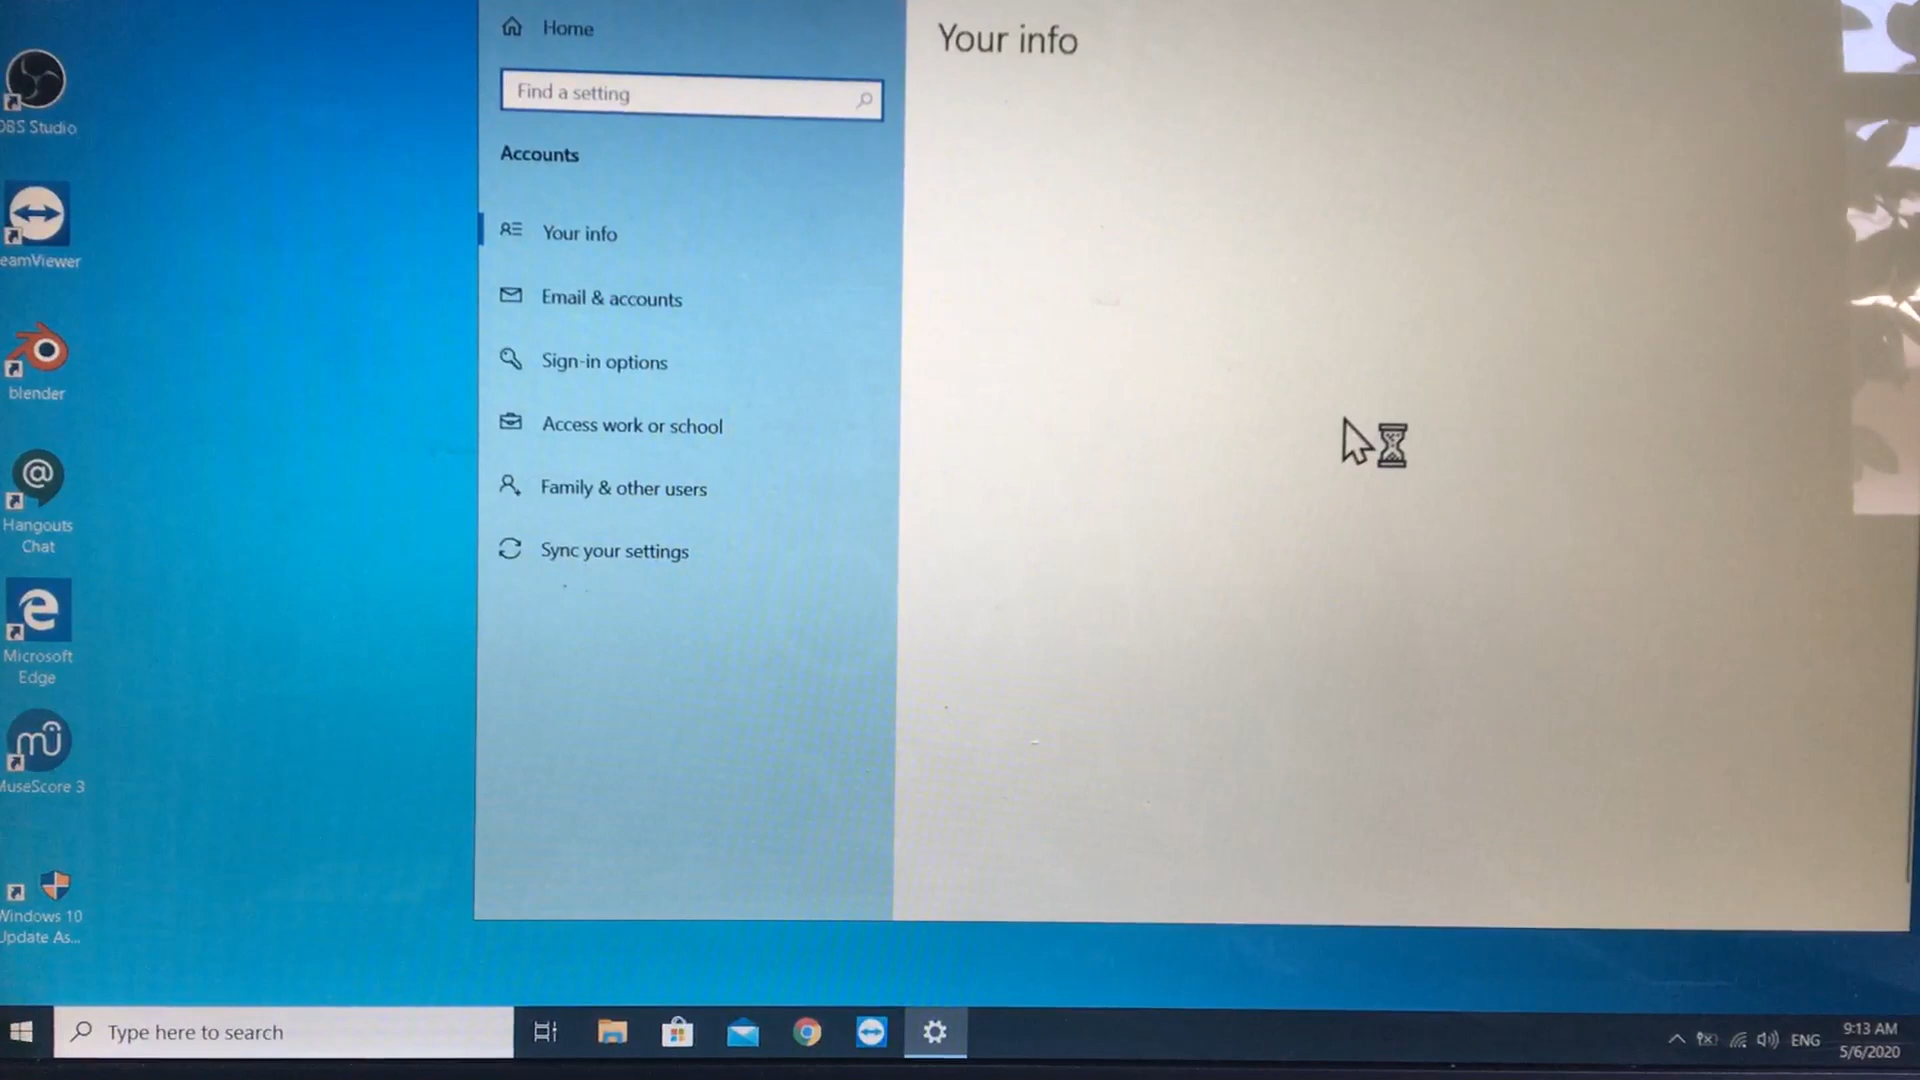 Home
Your info
Find a setting
Accounts
Your info
Email & accounts
Sign-in options
Access work or school
Family & other users
Sync your settings
OBS Studio
eamViewer
blender
Hangouts
Chat
Microsoft
Edge
MuseScore 3
Windows 10
Update As...
Type here to search
ENG
9:13 AM
5/6/2020